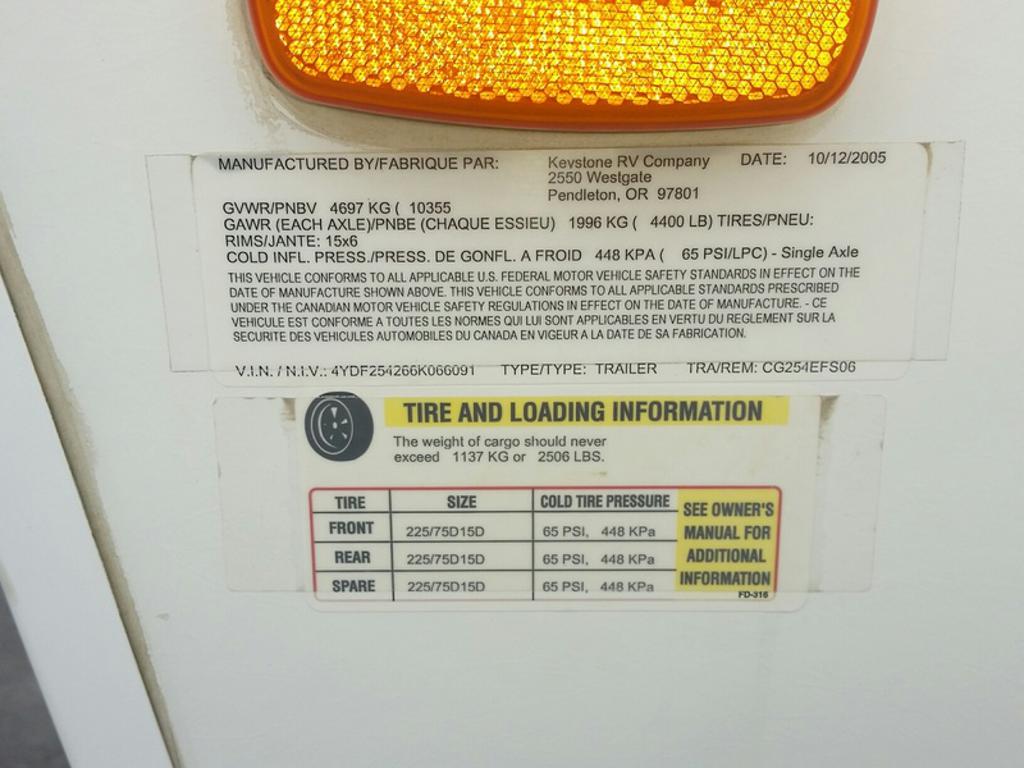 MANUFACTURED BY/FABRIQUE PAR: Keystone RV Company DATE: 10/12/2005
2550 Westgate
Pendleton, OR 97801
GVWR/PNBV 4697 KG ( 10355
GAWR (EACH AXLE)/PNBE (CHAQUE ESSIEU) 1996 KG ( 4400 LB) TIRES/PNEU:
RIMS/JANTE: 15x6
COLD INFL. PRESS./PRESS. DE GONFL. A FROID 448 KPA ( 65 PSI/LPC) - Single Axle
THIS VEHICLE CONFORMS TO ALL APPLICABLE U.S. FEDERAL MOTOR VEHICLE SAFETY STANDARDS IN EFFECT ON THE
DATE OF MANUFACTURE SHOWN ABOVE. THIS VEHICLE CONFORMS TO ALL APPLICABLE STANDARDS PRESCRIBED
UNDER THE CANADIAN MOTOR VEHICLE SAFETY REGULATIONS IN EFFECT ON THE DATE OF MANUFACTURE. - CE
VEHICULE EST CONFORME A TOUTES LES NORMES QUI LUI SONT APPLICABLES EN VERTU DU REGLEMENT SUR LA
SECURITE DES VEHICULES AUTOMOBILES DU CANADA EN VIGEUR A LA DATE DE SA FABRICATION.
V.I.N. / N.I.V.: 4YDF254266K066091 TYPE/TYPE: TRAILER TRA/REM: CG254EFS06
TIRE AND LOADING INFORMATION
The weight of cargo should never
exceed 1137 KG or 2506 LBS.
TIRE SIZE COLD TIRE PRESSURE
FRONT 225/75D15D 65 PSI, 448 KPa
REAR 225/75D15D 65 PSI, 448 KPa
SPARE 225/75D15D 65 PSI, 448 KPa
SEE OWNER'S
MANUAL FOR
ADDITIONAL
INFORMATION
FD-316